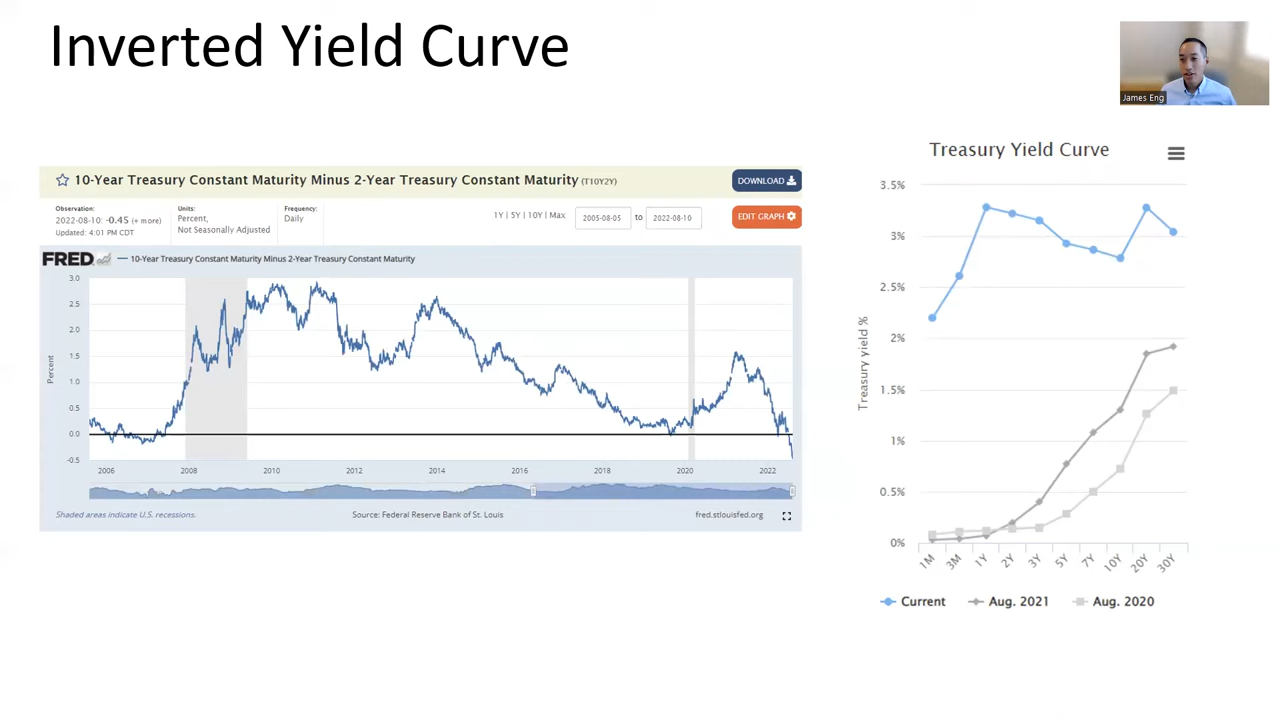 Inverted Yield Curve
James Eng
10-Year Treasury Constant Maturity Minus 2-Year Treasury Constant Maturity (T10Y2Y)
DOWNLOAD
Observation:
2022-08-10: -0.45 (+ more)
Updated: 4:01 PM CDT
Units:
Percent,
Not Seasonally Adjusted
Frequency:
Daily
1Y | 5Y | 10Y | Max
2005-08-05 to 2022-08-10
EDIT GRAPH
FRED
10-Year Treasury Constant Maturity Minus 2-Year Treasury Constant Maturity
Percent
3.0
2.5
2.0
1.5
1.0
0.5
0.0
-0.5
2006 2008 2010 2012 2014 2016 2018 2020 2022
Shaded areas indicate U.S. recessions.
Source: Federal Reserve Bank of St. Louis
fred.stlouisfed.org
Treasury Yield Curve
Treasury yield %
3.5%
3%
2.5%
2%
1.5%
1%
0.5%
0%
1M 3M 1Y 2Y 3Y 5Y 7Y 10Y 20Y 30Y
Current Aug. 2021 Aug. 2020